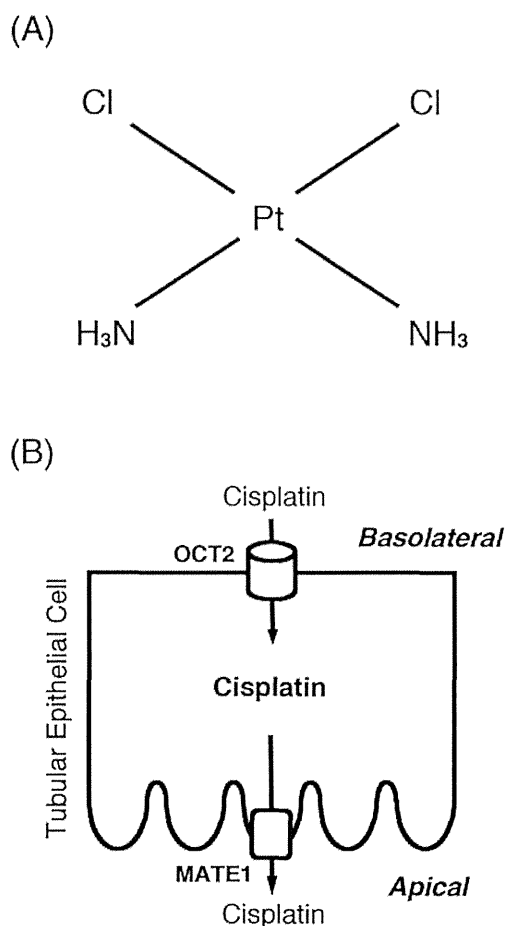 (A)
Cl Cl
Pt
H₃N NH₃
(B)
Cisplatin
OCT2 Basolateral
Tubular Epithelial Cell
Cisplatin
MATE1 Apical
Cisplatin